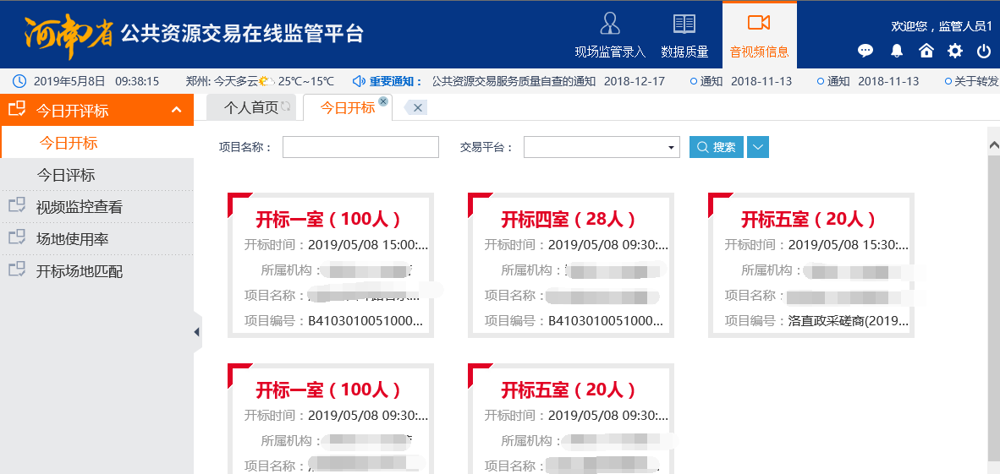 河南省 公共资源交易在线监管平台
现场监管录入 数据质量 音视频信息
欢迎您，监管人员1
2019年5月8日 09:38:15 郑州: 今天多云 25℃~15℃ 重要通知： 公共资源交易服务质量自查的通知 2018-12-17 通知 2018-11-13 通知 2018-11-13 关于转发
今日开评标
今日开标
今日评标
视频监控查看
场地使用率
开标场地匹配
个人首页 今日开标
项目名称： 交易平台： 搜索
开标一室（100人）
开标时间：2019/05/08 15:00:...
所属机构：
项目名称：
项目编号：B4103010051000...
开标四室（28人）
开标时间：2019/05/08 09:30:...
所属机构：
项目名称：
项目编号：B4103010051000...
开标五室（20人）
开标时间：2019/05/08 15:30:...
所属机构：
项目名称：
项目编号：洛直政采磋商(2019...
开标一室（100人）
开标时间：2019/05/08 09:30:...
所属机构：
项目名称：
开标五室（20人）
开标时间：2019/05/08 09:30:...
所属机构：
项目名称：